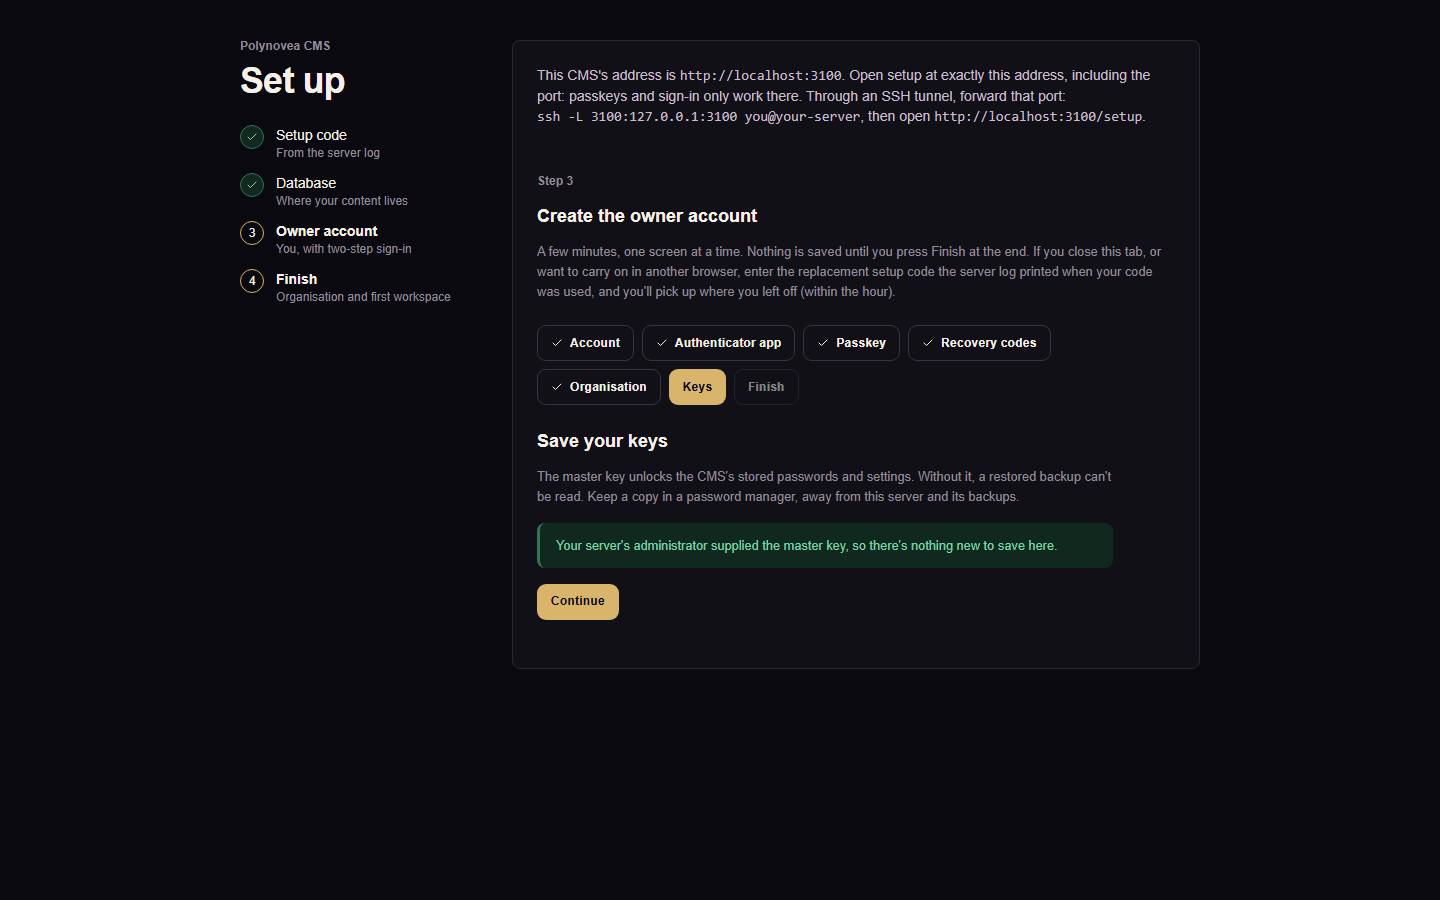 Polynovea CMS
Set up
Setup code
From the server log
Database
Where your content lives
3
Owner account
You, with two-step sign-in
4
Finish
Organisation and first workspace
This CMS's address is http://localhost:3100. Open setup at exactly this address, including the
port: passkeys and sign-in only work there. Through an SSH tunnel, forward that port:
ssh -L 3100:127.0.0.1:3100 you@your-server, then open http://localhost:3100/setup.
Step 3
Create the owner account
A few minutes, one screen at a time. Nothing is saved until you press Finish at the end. If you close this tab, or
want to carry on in another browser, enter the replacement setup code the server log printed when your code
was used, and you'll pick up where you left off (within the hour).
Account
Authenticator app
Passkey
Recovery codes
Organisation
Keys
Finish
Save your keys
The master key unlocks the CMS's stored passwords and settings. Without it, a restored backup can't
be read. Keep a copy in a password manager, away from this server and its backups.
Your server's administrator supplied the master key, so there's nothing new to save here.
Continue